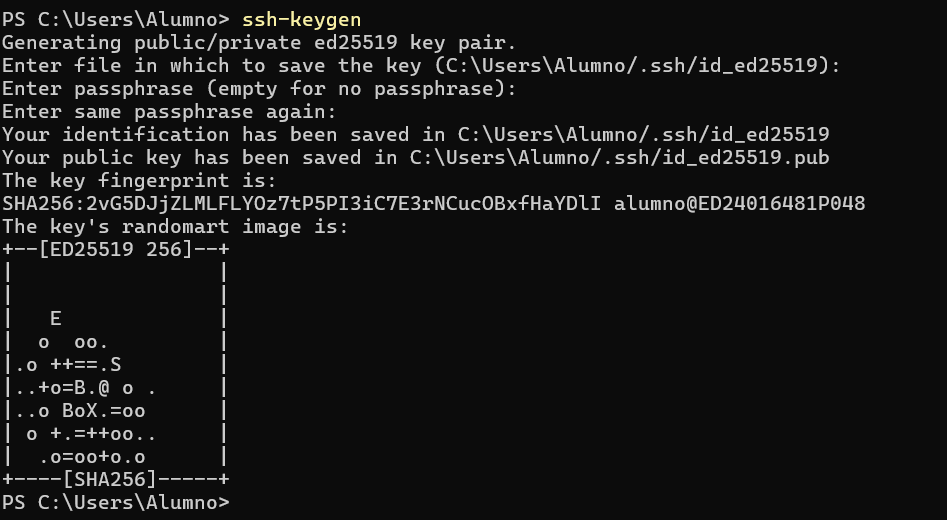 PS C:\Users\Alumno> ssh-keygen
Generating public/private ed25519 key pair.
Enter file in which to save the key (C:\Users\Alumno/.ssh/id_ed25519):
Enter passphrase (empty for no passphrase):
Enter same passphrase again:
Your identification has been saved in C:\Users\Alumno/.ssh/id_ed25519
Your public key has been saved in C:\Users\Alumno/.ssh/id_ed25519.pub
The key fingerprint is:
SHA256:2vG5DJjZLMLFLYOz7tP5PI3iC7E3rNCucOBxfHaYDlI alumno@ED24016481P048
The key's randomart image is:
+--[ED25519 256]--+
|                 |
|                 |
|   E             |
|  o  oo.         |
|.o ++==.S        |
|..+o=B.@ o .     |
|..o BoX.=oo      |
| o +.=++oo..     |
|  .o=oo+o.o      |
+----[SHA256]-----+
PS C:\Users\Alumno>